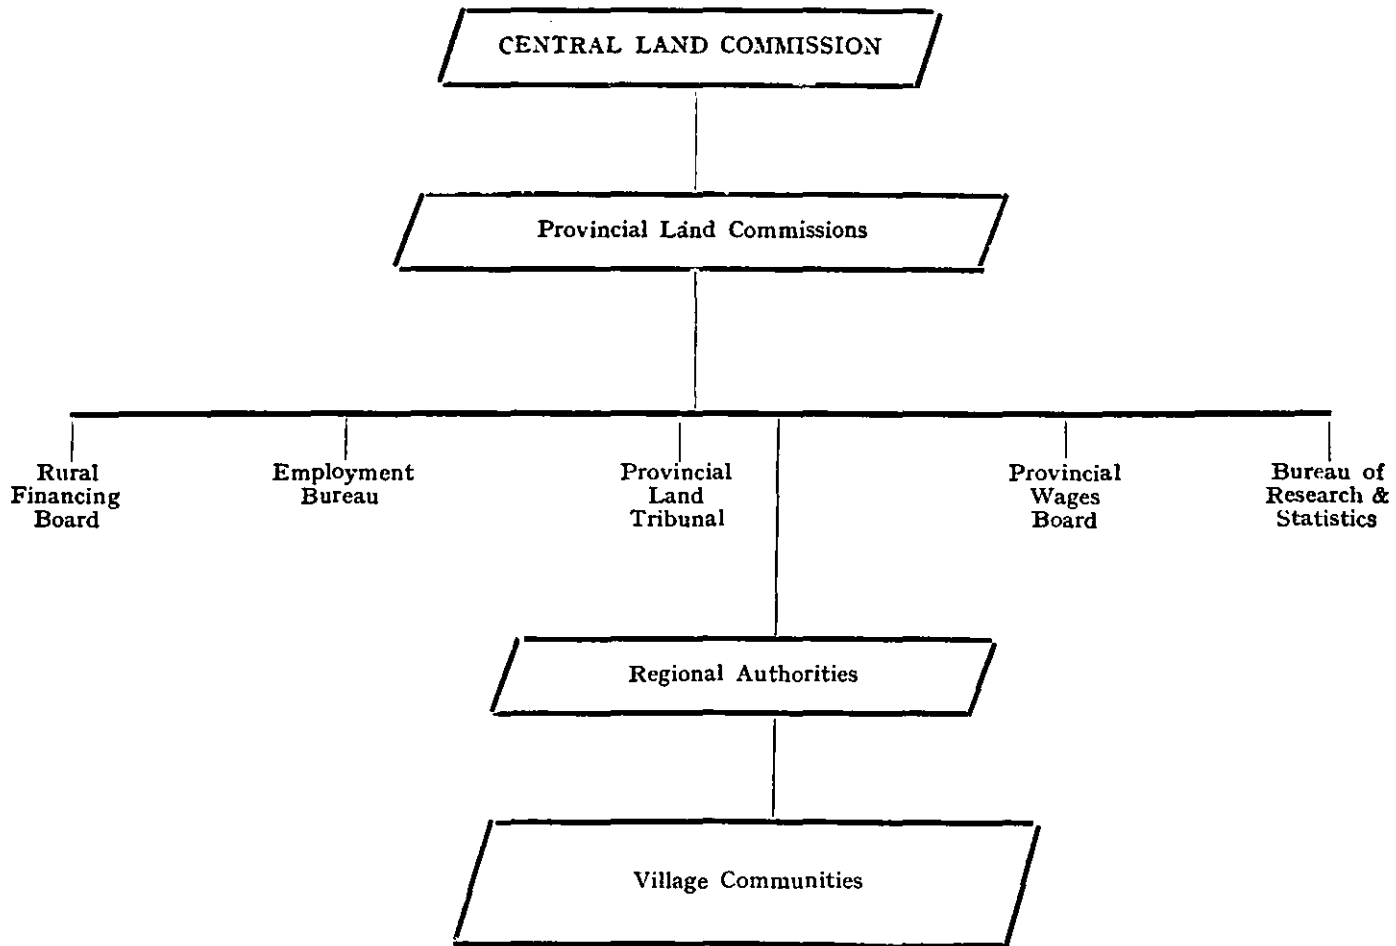 CENTRAL LAND COMMISSION
Provincial Land Commissions
Rural
Financing
Board
Employment
Bureau
Provincial
Land
Tribunal
Provincial
Wages
Board
Bureau of
Research &
Statistics
Regional Authorities
Village Communities